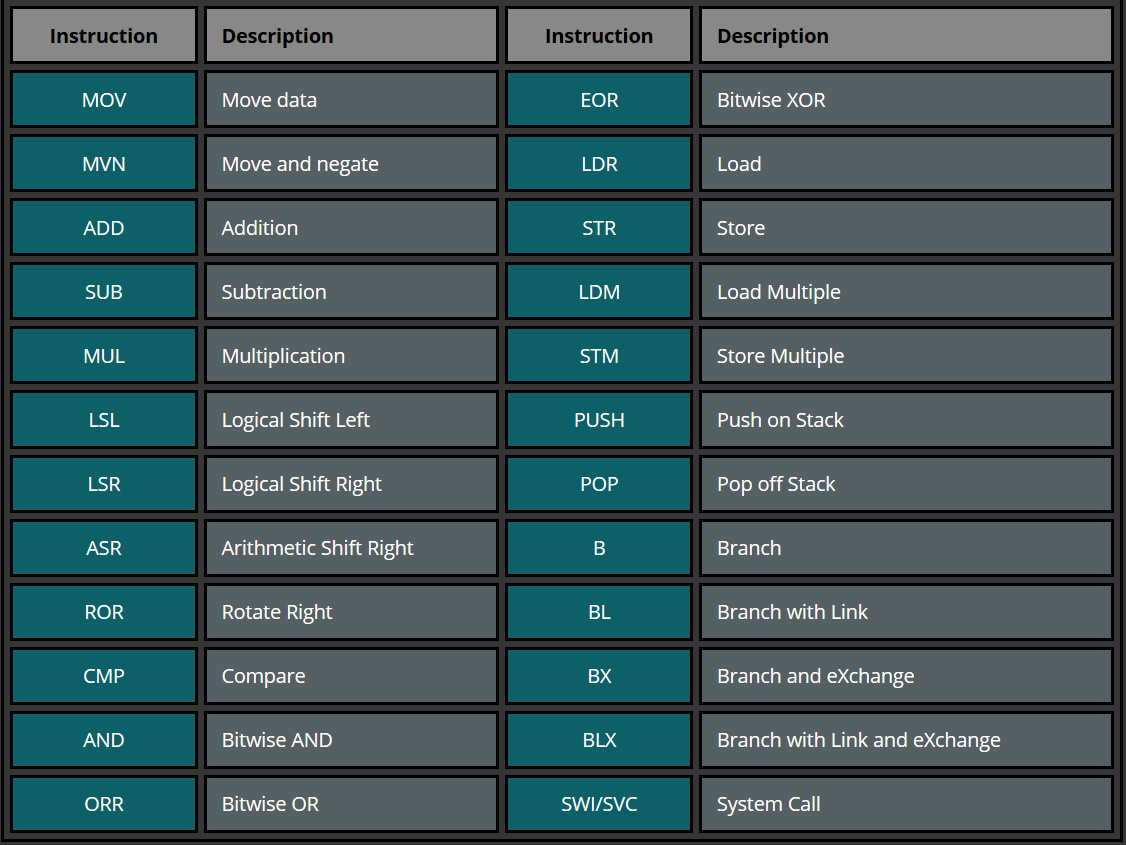 Instruction Description Instruction Description
MOV Move data EOR Bitwise XOR
MVN Move and negate LDR Load
ADD Addition STR Store
SUB Subtraction LDM Load Multiple
MUL Multiplication STM Store Multiple
LSL Logical Shift Left PUSH Push on Stack
LSR Logical Shift Right POP Pop off Stack
ASR Arithmetic Shift Right B Branch
ROR Rotate Right BL Branch with Link
CMP Compare BX Branch and eXchange
AND Bitwise AND BLX Branch with Link and eXchange
ORR Bitwise OR SWI/SVC System Call